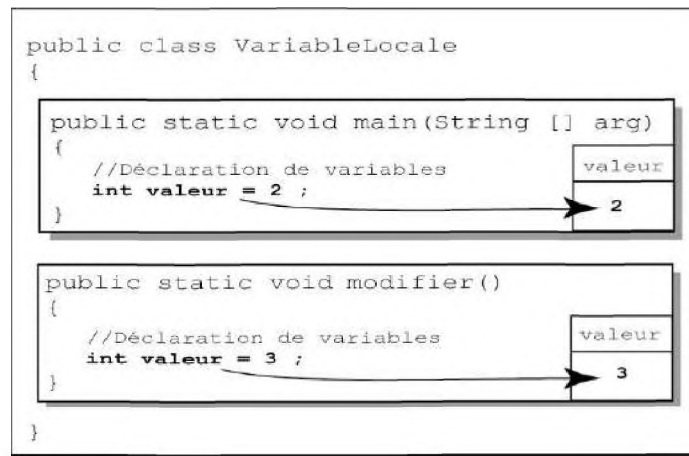 public class VariableLocale
{
public static void main(String [] arg)
{
//Déclaration de variables
valeur
int valeur = 2 ;
2
}
public static void modifier()
{
//Déclaration de variables
valeur
int valeur = 3 ;
3
}
}